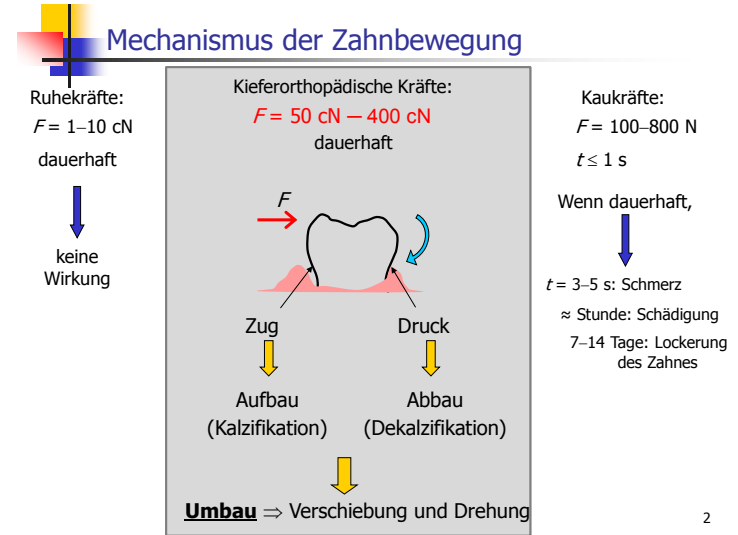 Mechanismus der Zahnbewegung
Ruhekräfte:
F = 1–10 cN
dauerhaft
keine
Wirkung
Kieferorthopädische Kräfte:
F = 50 cN – 400 cN
dauerhaft
F
Zug
Druck
Aufbau
(Kalzifikation)
Abbau
(Dekalzifikation)
Umbau ⇒ Verschiebung und Drehung
Kaukräfte:
F = 100–800 N
t ≤ 1 s
Wenn dauerhaft,
t = 3–5 s: Schmerz
≈ Stunde: Schädigung
7–14 Tage: Lockerung
des Zahnes
2